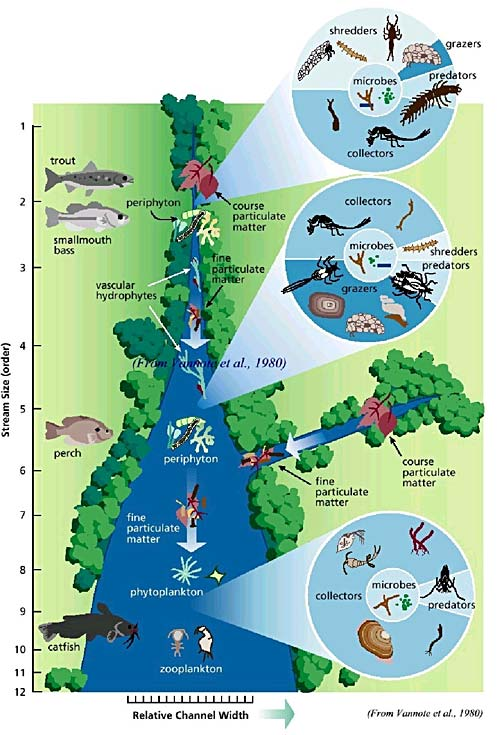 shredders
grazers
microbes
predators
collectors
1
trout
2
periphyton
course
particulate
matter
smallmouth
bass
fine
particulate
matter
3
vascular
hydrophytes
collectors
microbes
shredders
predators
grazers
4
(From Vannote et al., 1980)
Stream Size (order)
5
perch
periphyton
6
course
particulate
matter
fine
particulate
matter
7
fine
particulate
matter
8
phytoplankton
collectors
microbes
predators
9
catfish
10
zooplankton
11
12
Relative Channel Width
(From Vannote et al., 1980)